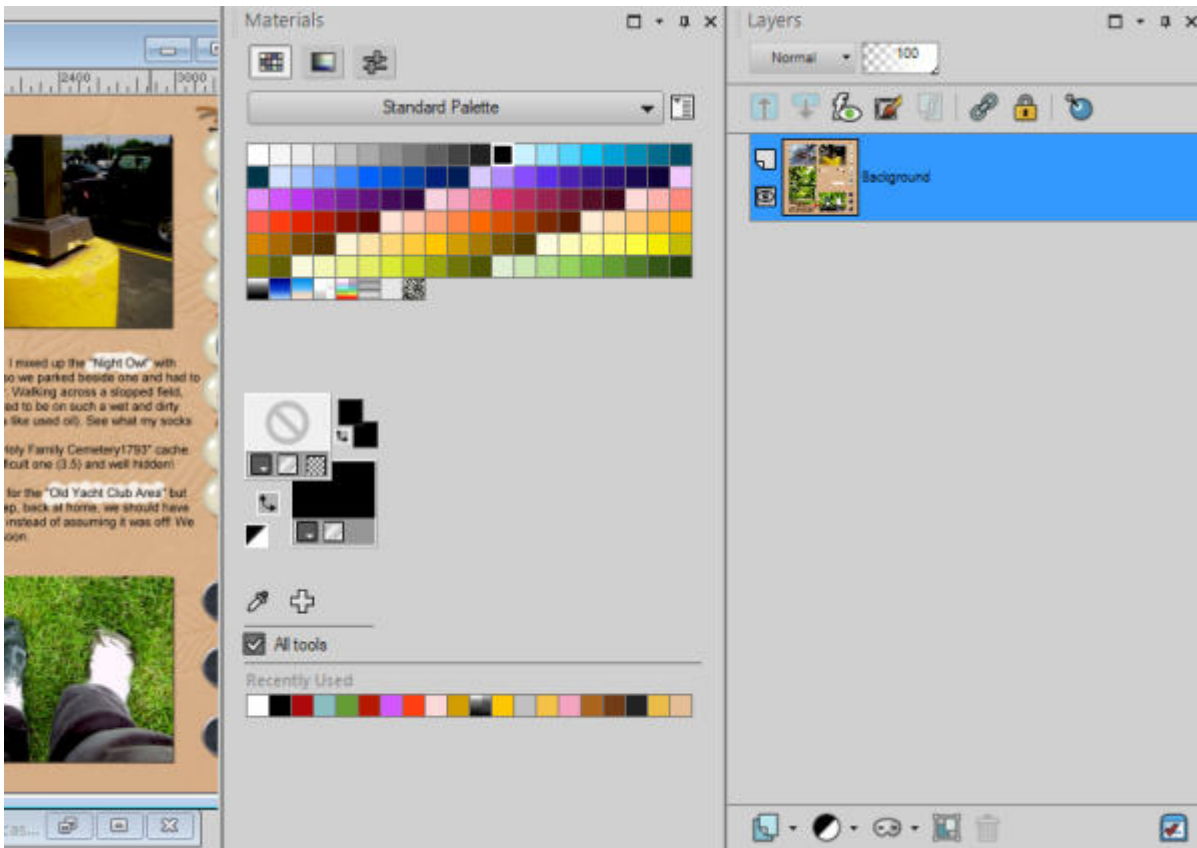 Materials
Layers
Normal
100
2400
3000
Standard Palette
Background
I mixed up the "Night Owl" with
so we parked beside one and had to
Walking across a slopped field,
ed to be on such a wet and dirty
like used oil). See what my socks
Holy Family Cemetery1793" cache.
ficult one (3.5) and well hidden!
for the "Old Yacht Club Area" but
ep, back at home, we should have
instead of assuming it was off! We
soon.
All tools
Recently Used
cas...